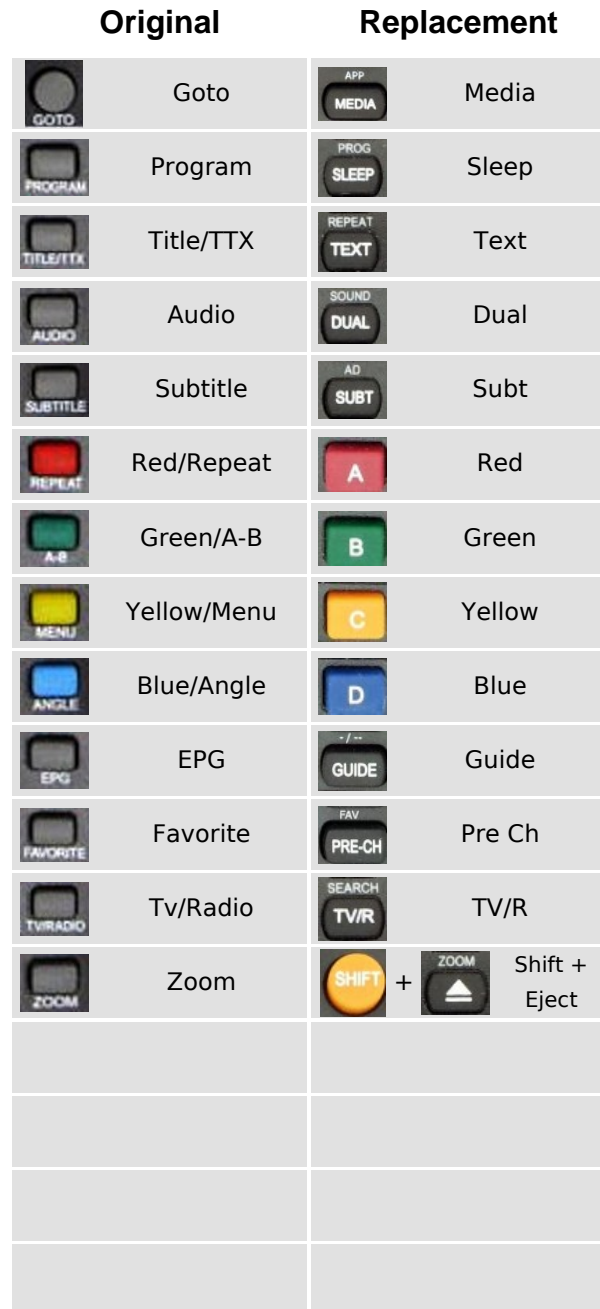 Original Replacement
GOTO Goto APP MEDIA Media
PROGRAM Program PROG SLEEP Sleep
TITLE/TTX Title/TTX REPEAT TEXT Text
AUDIO Audio SOUND DUAL Dual
SUBTITLE Subtitle AD SUBT Subt
REPEAT Red/Repeat A Red
A-B Green/A-B B Green
MENU Yellow/Menu C Yellow
ANGLE Blue/Angle D Blue
EPG EPG -/-- GUIDE Guide
FAVORITE Favorite FAV PRE-CH Pre Ch
TV/RADIO Tv/Radio SEARCH TV/R TV/R
ZOOM Zoom SHIFT + ZOOM Shift +
Eject